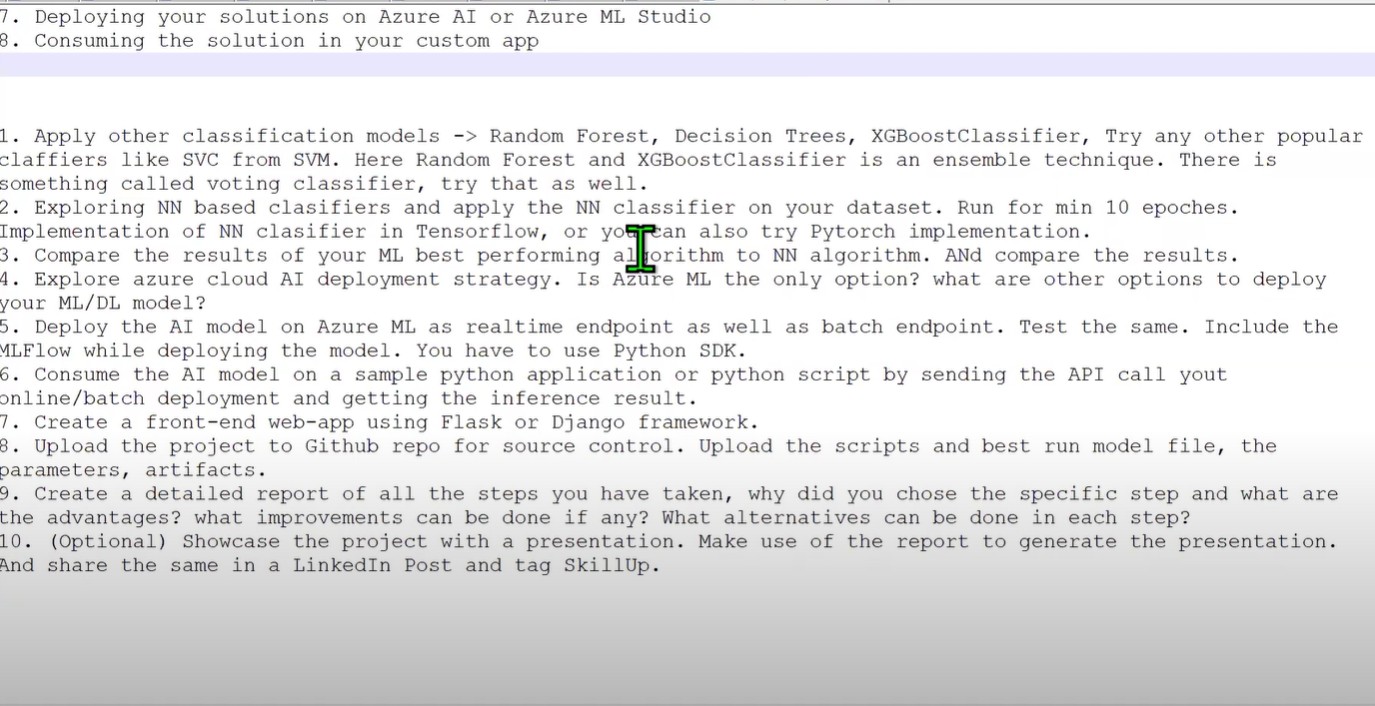 7. Deploying your solutions on Azure AI or Azure ML Studio
8. Consuming the solution in your custom app
1. Apply other classification models -> Random Forest, Decision Trees, XGBoostClassifier, Try any other popular
claffiers like SVC from SVM. Here Random Forest and XGBoostClassifier is an ensemble technique. There is
something called voting classifier, try that as well.
2. Exploring NN based clasifiers and apply the NN classifier on your dataset. Run for min 10 epoches.
Implementation of NN clasifier in Tensorflow, or you can also try Pytorch implementation.
3. Compare the results of your ML best performing algorithm to NN algorithm. ANd compare the results.
4. Explore azure cloud AI deployment strategy. Is Azure ML the only option? what are other options to deploy
your ML/DL model?
5. Deploy the AI model on Azure ML as realtime endpoint as well as batch endpoint. Test the same. Include the
MLFlow while deploying the model. You have to use Python SDK.
6. Consume the AI model on a sample python application or python script by sending the API call yout
online/batch deployment and getting the inference result.
7. Create a front-end web-app using Flask or Django framework.
8. Upload the project to Github repo for source control. Upload the scripts and best run model file, the
parameters, artifacts.
9. Create a detailed report of all the steps you have taken, why did you chose the specific step and what are
the advantages? what improvements can be done if any? What alternatives can be done in each step?
10. (Optional) Showcase the project with a presentation. Make use of the report to generate the presentation.
And share the same in a LinkedIn Post and tag SkillUp.